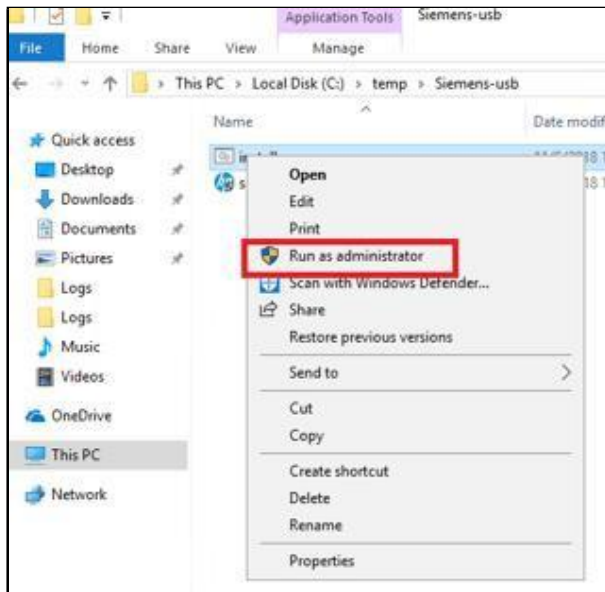 Application Tools Siemens-usb
File Home Share View Manage
This PC > Local Disk (C:) > temp > Siemens-usb
Name Date modif
Quick access
Desktop
Downloads
Documents
Pictures
Logs
Logs
Music
Videos
OneDrive
This PC
Network
s
Open
Edit
Print
Run as administrator
Scan with Windows Defender...
Share
Restore previous versions
Send to >
Cut
Copy
Create shortcut
Delete
Rename
Properties